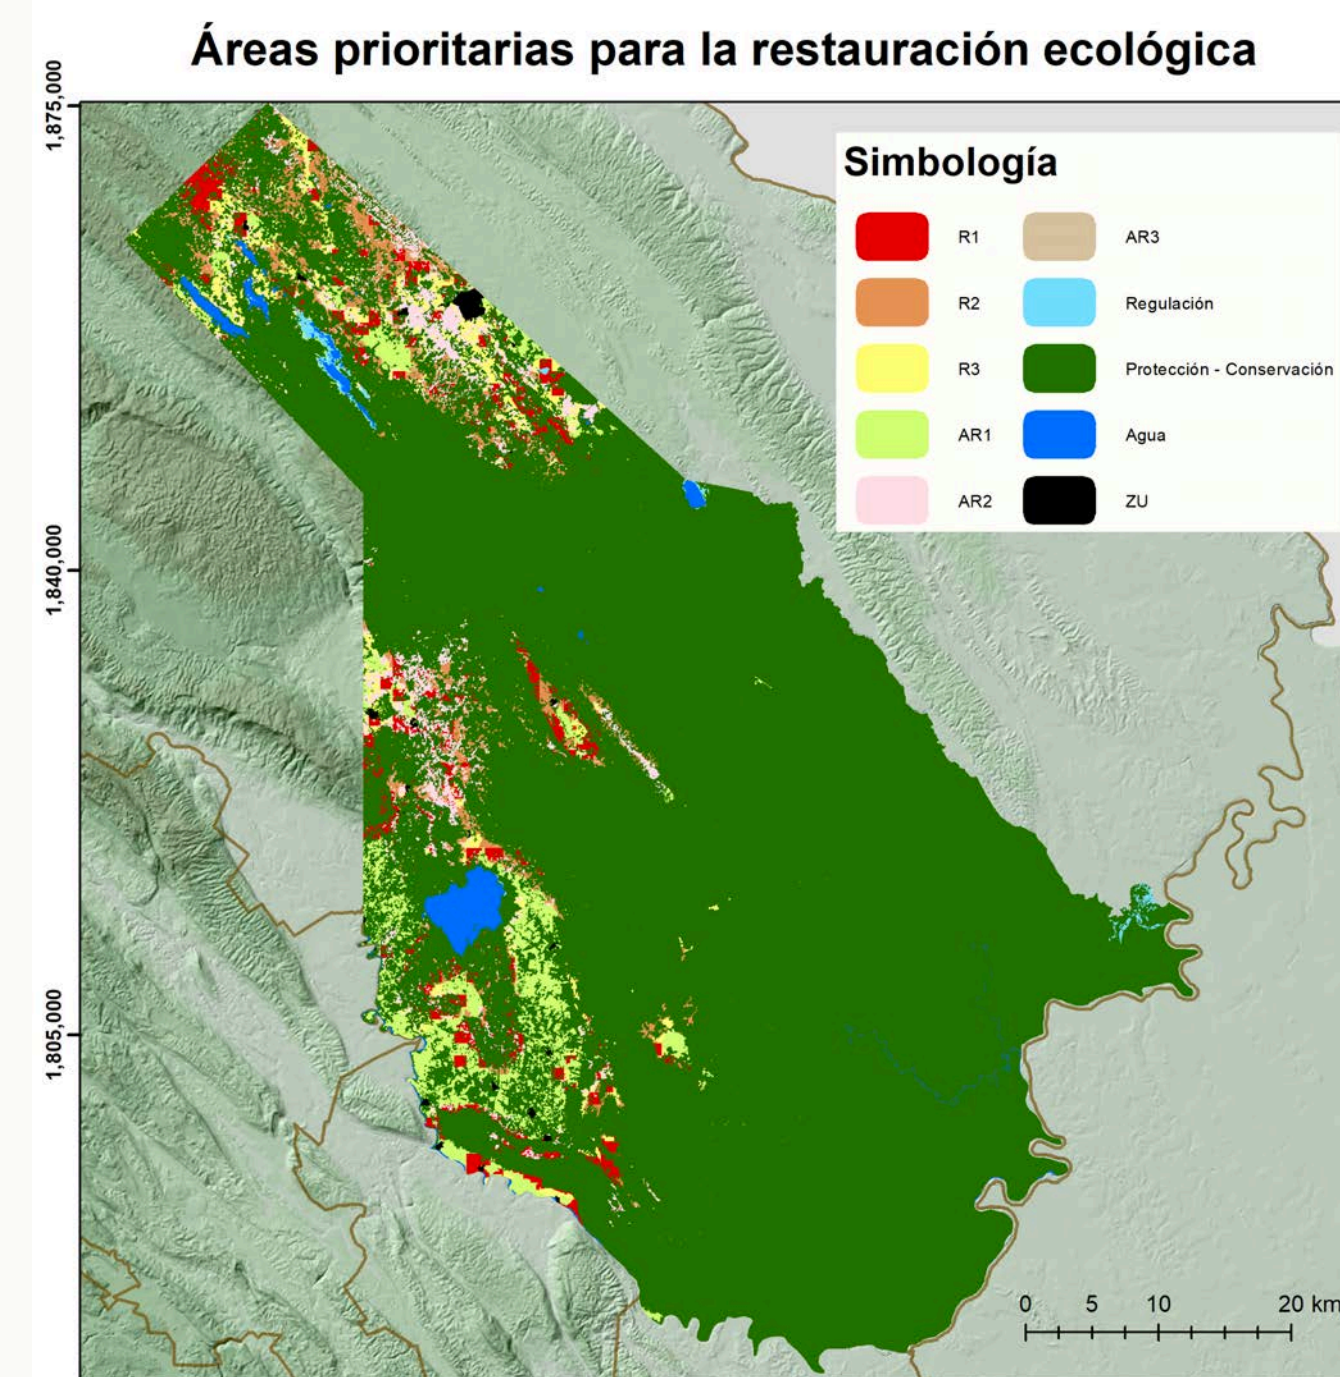 Áreas prioritarias para la restauración ecológica
1,875,000
1,840,000
1,805,000
Simbología
R1
R2
R3
AR1
AR2
AR3
Regulación
Protección - Conservación
Agua
ZU
0 5 10 20 km